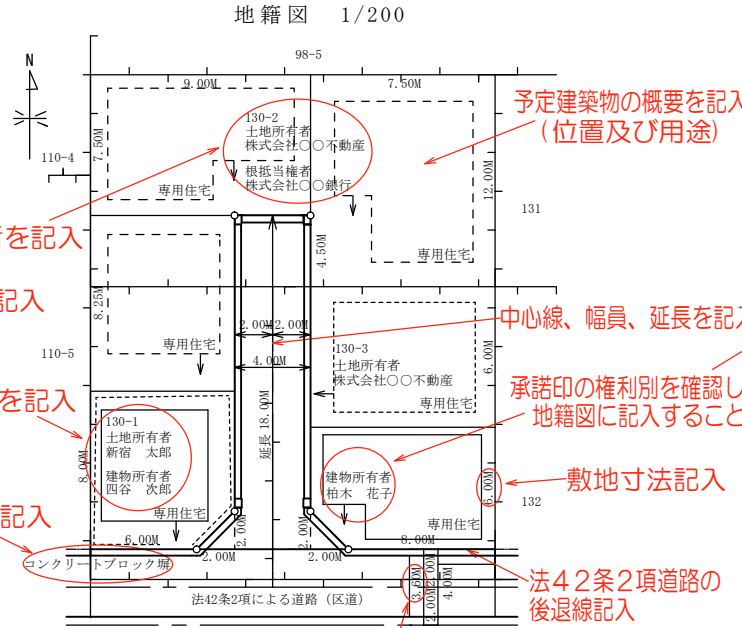 地籍図 1/200
98-5
N
9.00M
7.50M
予定建築物の概要を記入
(位置及び用途)
130-2
土地所有者
株式会社〇〇不動産
根抵当権者
株式会社〇〇銀行
7.50M
110-4
専用住宅
12.00M
131
を記入
専用住宅
4.50M
記入
8.25M
2.00M
2.00M
中心線、幅員、延長を記入
130-3
土地所有者
株式会社〇〇不動産
6.00M
110-5
専用住宅
4.00M
専用住宅
承諾印の権利別を確認し
地籍図に記入すること
を記入
130-1
土地所有者
新宿 太郎
建物所有者
四谷 次郎
8.00M
延長 18.00M
建物所有者
柏木 花子
6.00M
敷地寸法記入
132
専用住宅
専用住宅
記入
6.00M
2.00M
2.00M
8.00M
コンクリートブロック塀
2.00M
2.00M
法42条2項道路の
後退線記入
3.60M
2.00M
2.00M
4.00M
法42条2項による道路(区道)